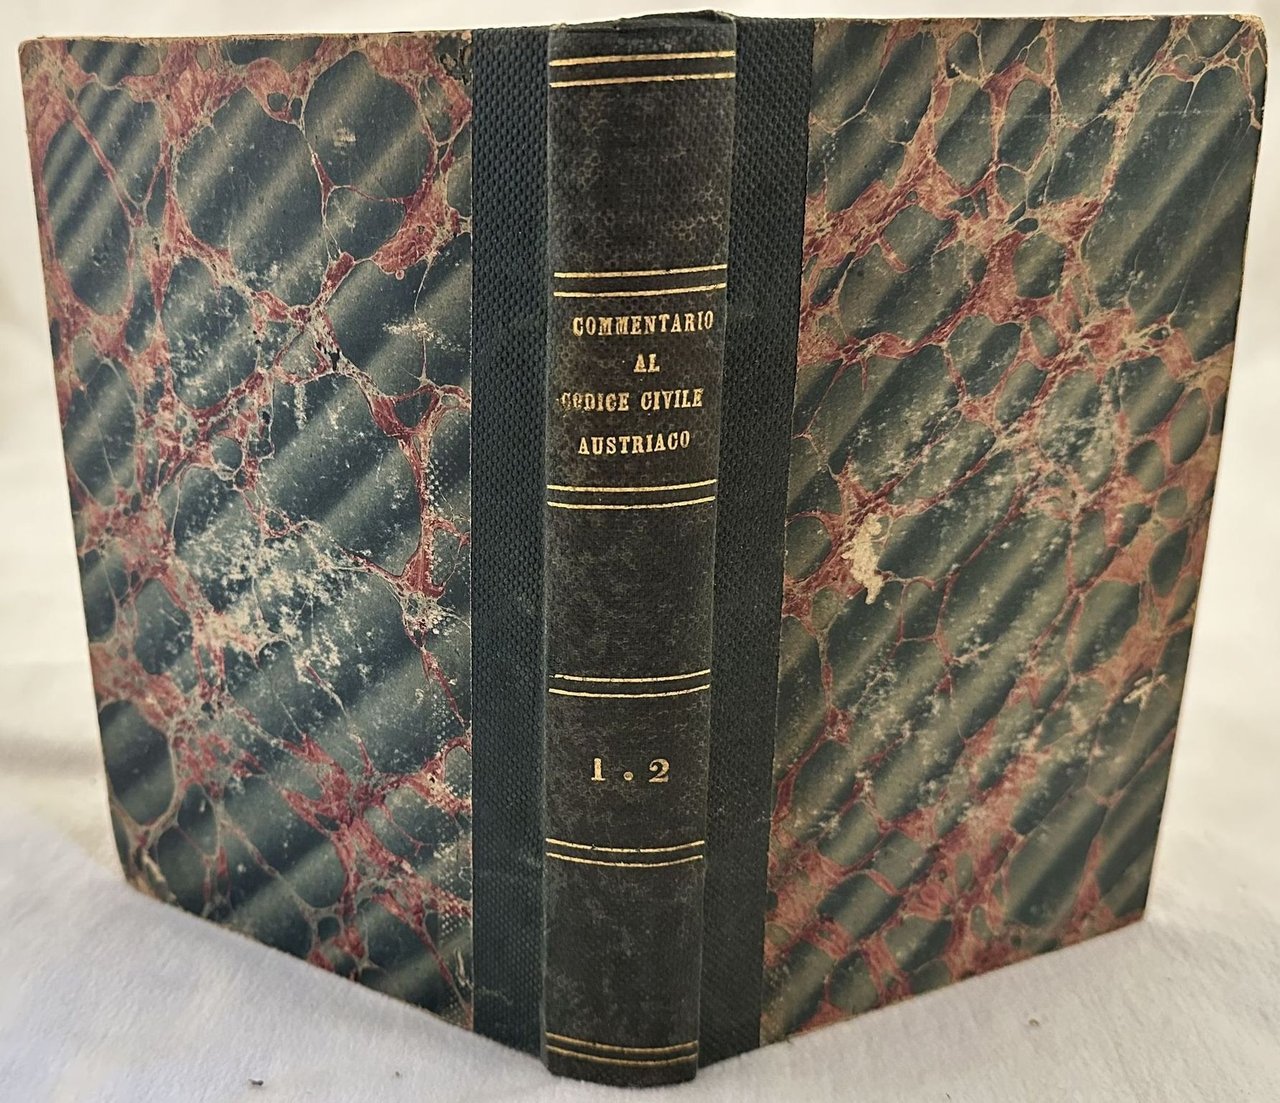 COMMENTARIO
AL
CODICE CIVILE
AUSTRIACO
1.2